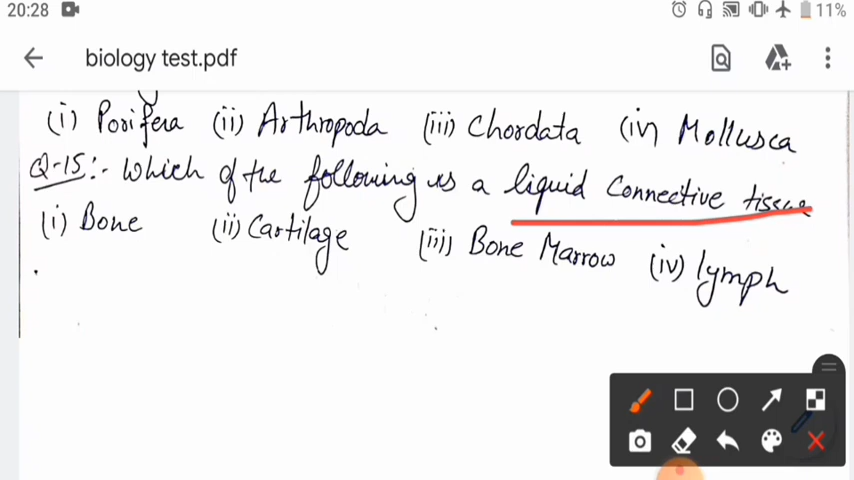 20:28 11%
biology test.pdf
(i) Porifera (ii) Arthropoda (iii) Chordata (iv) Mollusca
Q-15:- Which of the following is a liquid Connective tissue
(i) Bone (ii) Cartilage (iii) Bone Marrow (iv) lymph